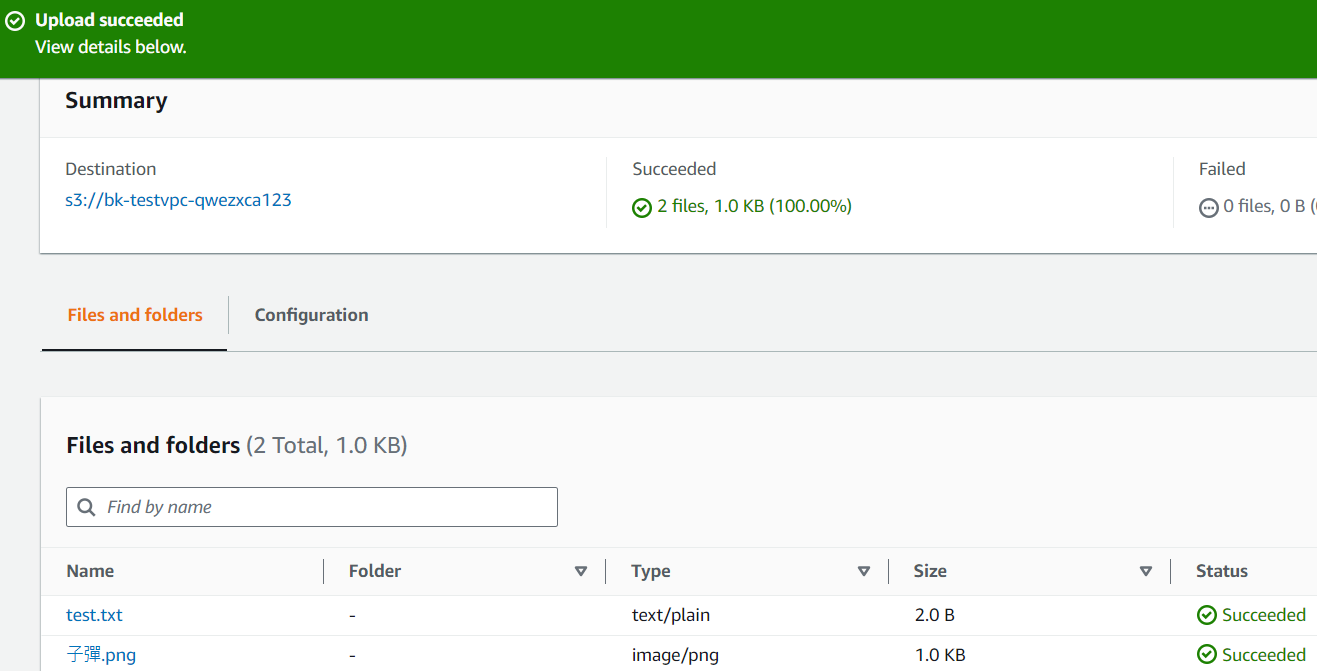 Upload succeeded
View details below.
Summary
Destination
Succeeded
Failed
s3://bk-testvpc-qwezxca123
2 files, 1.0 KB (100.00%)
0 files, 0 B (
Files and folders
Configuration
Files and folders (2 Total, 1.0 KB)
Find by name
Name Folder Type Size Status
test.txt - text/plain 2.0 B Succeeded
子彈.png - image/png 1.0 KB Succeeded